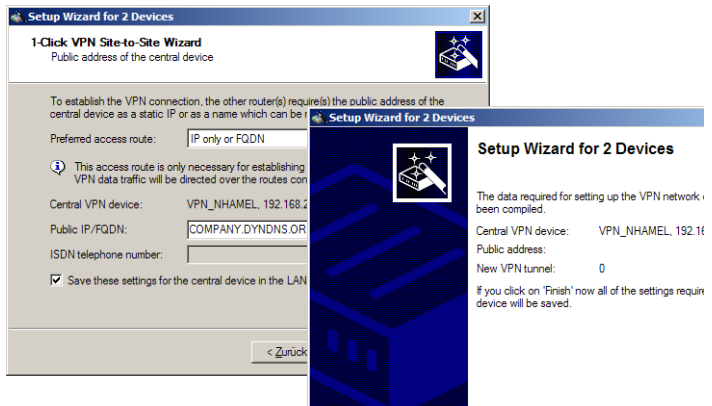 Setup Wizard for 2 Devices
1-Click VPN Site-to-Site Wizard
Public address of the central device
To establish the VPN connection, the other router(s) require(s) the public address of the
central device as a static IP or as a name which can be
Preferred access route: IP only or FQDN
This access route is only necessary for establishing
VPN data traffic will be directed over the routes con
Central VPN device: VPN_NHAMEL, 192.168.2
Public IP/FQDN: COMPANY.DYNDNS.OR
ISDN telephone number:
Save these settings for the central device in the LAN
< Zurück
Setup Wizard for 2 Devices
Setup Wizard for 2 Devices
The data required for setting up the VPN network
been compiled.
Central VPN device: VPN_NHAMEL, 192.16
Public address:
New VPN tunnel: 0
If you click on 'Finish' now all of the settings require
device will be saved.